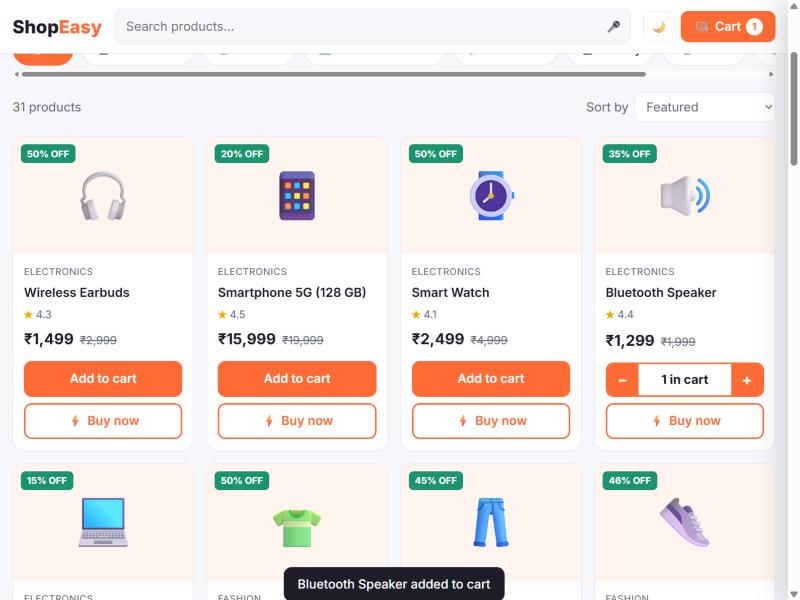 ShopEasy
Search products...
Cart 1
31 products
Sort by Featured
50% OFF
20% OFF
50% OFF
35% OFF
ELECTRONICS
Wireless Earbuds
★ 4.3
₹1,499 ₹2,999
Add to cart
Buy now
ELECTRONICS
Smartphone 5G (128 GB)
★ 4.5
₹15,999 ₹19,999
Add to cart
Buy now
ELECTRONICS
Smart Watch
★ 4.1
₹2,499 ₹4,999
Add to cart
Buy now
ELECTRONICS
Bluetooth Speaker
★ 4.4
₹1,299 ₹1,999
− 1 in cart +
Buy now
15% OFF
50% OFF
45% OFF
46% OFF
ELECTRONICS
FASHION
FASHION
Bluetooth Speaker added to cart